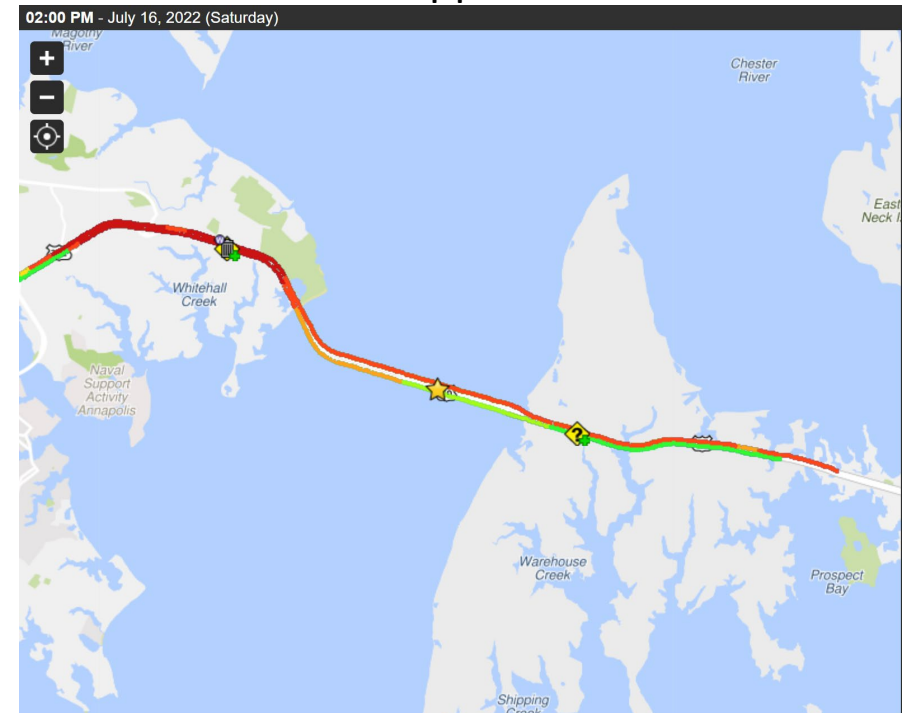 02:00 PM - July 16, 2022 (Saturday)
Magothy
River
+
Chester
River
−
East
Neck I
W
Whitehall
Creek
Naval
Support
Activity
Annapolis
?
Warehouse
Creek
Prospect
Bay
Shipping
Creek